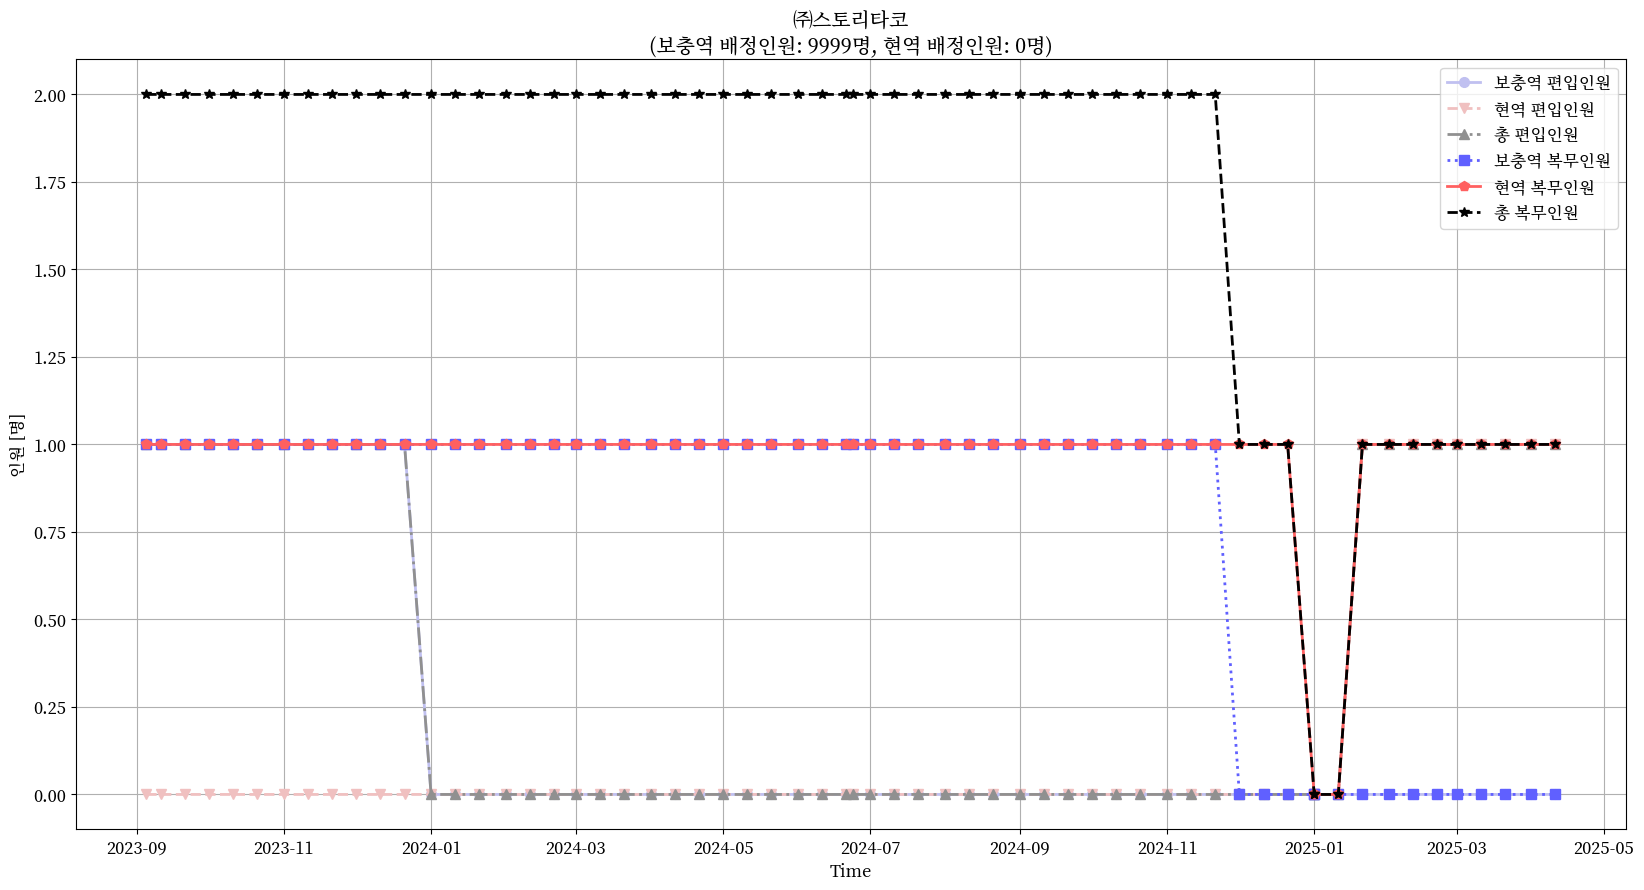 ㈜스토리타코
(보충역 배정인원: 9999명, 현역 배정인원: 0명)
보충역 편입인원
현역 편입인원
총 편입인원
보충역 복무인원
현역 복무인원
총 복무인원
인원 [명]
2.00
1.75
1.50
1.25
1.00
0.75
0.50
0.25
0.00
2023-09 2023-11 2024-01 2024-03 2024-05 2024-07 2024-09 2024-11 2025-01 2025-03 2025-05
Time